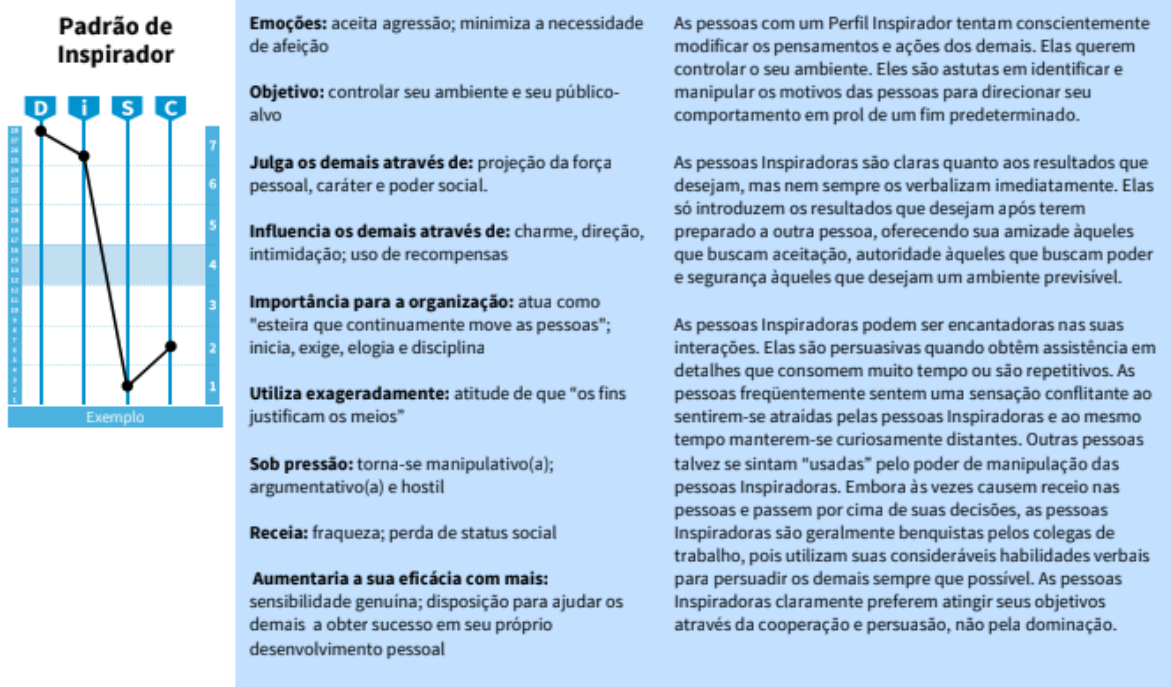 Padrão de
Inspirador
D i S C
7
6
5
4
3
2
1
Exemplo
Emoções: aceita agressão; minimiza a necessidade
de afeição
Objetivo: controlar seu ambiente e seu público-
alvo
Julga os demais através de: projeção da força
pessoal, caráter e poder social.
Influencia os demais através de: charme, direção,
intimidação; uso de recompensas
Importância para a organização: atua como
"esteira que continuamente move as pessoas";
inicia, exige, elogia e disciplina
Utiliza exageradamente: atitude de que “os fins
justificam os meios”
Sob pressão: torna-se manipulativo(a);
argumentativo(a) e hostil
Receia: fraqueza; perda de status social
Aumentaria a sua eficácia com mais:
sensibilidade genuína; disposição para ajudar os
demais a obter sucesso em seu próprio
desenvolvimento pessoal
As pessoas com um Perfil Inspirador tentam conscientemente
modificar os pensamentos e ações dos demais. Elas querem
controlar o seu ambiente. Eles são astutas em identificar e
manipular os motivos das pessoas para direcionar seu
comportamento em prol de um fim predeterminado.
As pessoas Inspiradoras são claras quanto aos resultados que
desejam, mas nem sempre os verbalizam imediatamente. Elas
só introduzem os resultados que desejam após terem
preparado a outra pessoa, oferecendo sua amizade àqueles
que buscam aceitação, autoridade àqueles que buscam poder
e segurança àqueles que desejam um ambiente previsível.
As pessoas Inspiradoras podem ser encantadoras nas suas
interações. Elas são persuasivas quando obtêm assistência em
detalhes que consomem muito tempo ou são repetitivos. As
pessoas freqüentemente sentem uma sensação conflitante ao
sentirem-se atraídas pelas pessoas Inspiradoras e ao mesmo
tempo manterem-se curiosamente distantes. Outras pessoas
talvez se sintam “usadas” pelo poder de manipulação das
pessoas Inspiradoras. Embora às vezes causem receio nas
pessoas e passem por cima de suas decisões, as pessoas
Inspiradoras são geralmente benquistas pelos colegas de
trabalho, pois utilizam suas consideráveis habilidades verbais
para persuadir os demais sempre que possível. As pessoas
Inspiradoras claramente preferem atingir seus objetivos
através da cooperação e persuasão, não pela dominação.